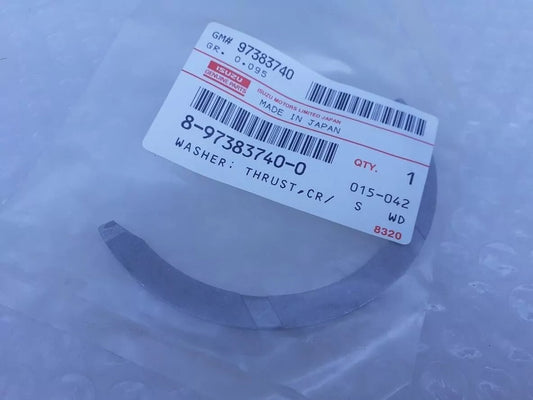 GM# 97383740
GR. 0.095
ISUZU
GENUINE PARTS
ISUZU MOTORS LIMITED JAPAN
MADE IN JAPAN
8-97383740-0
QTY. 1
WASHER: THRUST,CR/
015-042
S WD
8320